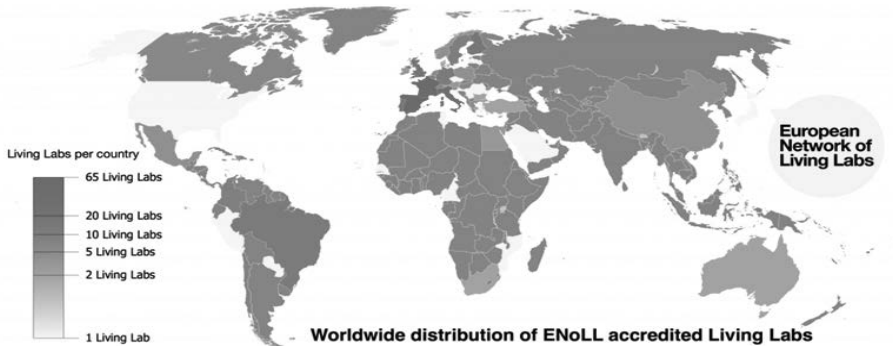 European
Network of
Living Labs
Living Labs per country
65 Living Labs
20 Living Labs
10 Living Labs
5 Living Labs
2 Living Labs
1 Living Lab
Worldwide distribution of ENoLL accredited Living Labs